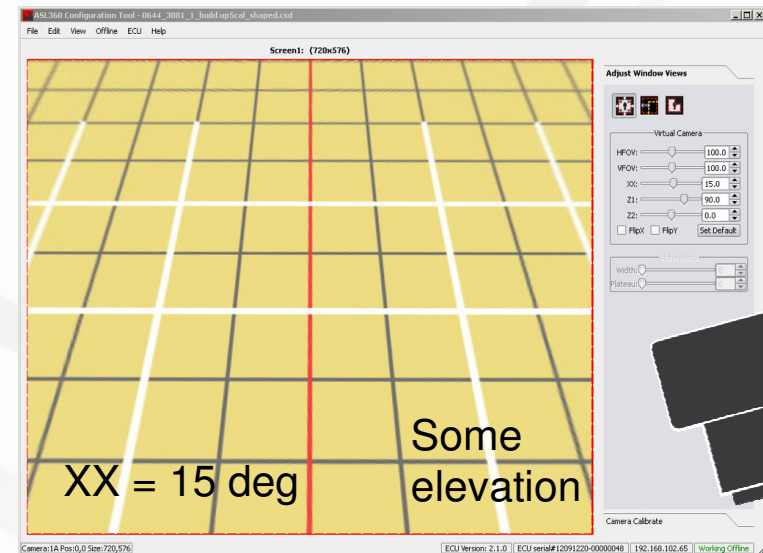 ASL360 Configuration Tool - 0644_3081_1_build up5cal_shaped.csd
File Edit View Offline ECU Help
Screen1: (720x576)
Adjust Window Views
Virtual Camera
HFOV: 100.0
VFOV: 100.0
XX: 15.0
Z1: 90.0
Z2: 0.0
FlipX FlipY Set Default
Width: 0
Plateau: 0
Some
XX = 15 deg elevation
Camera Calibrate
Camera:1A Pos:0,0 Size:720,576 ECU Version: 2.1.0 ECU serial#12091220-00000048 192.168.102.65 Working Offline